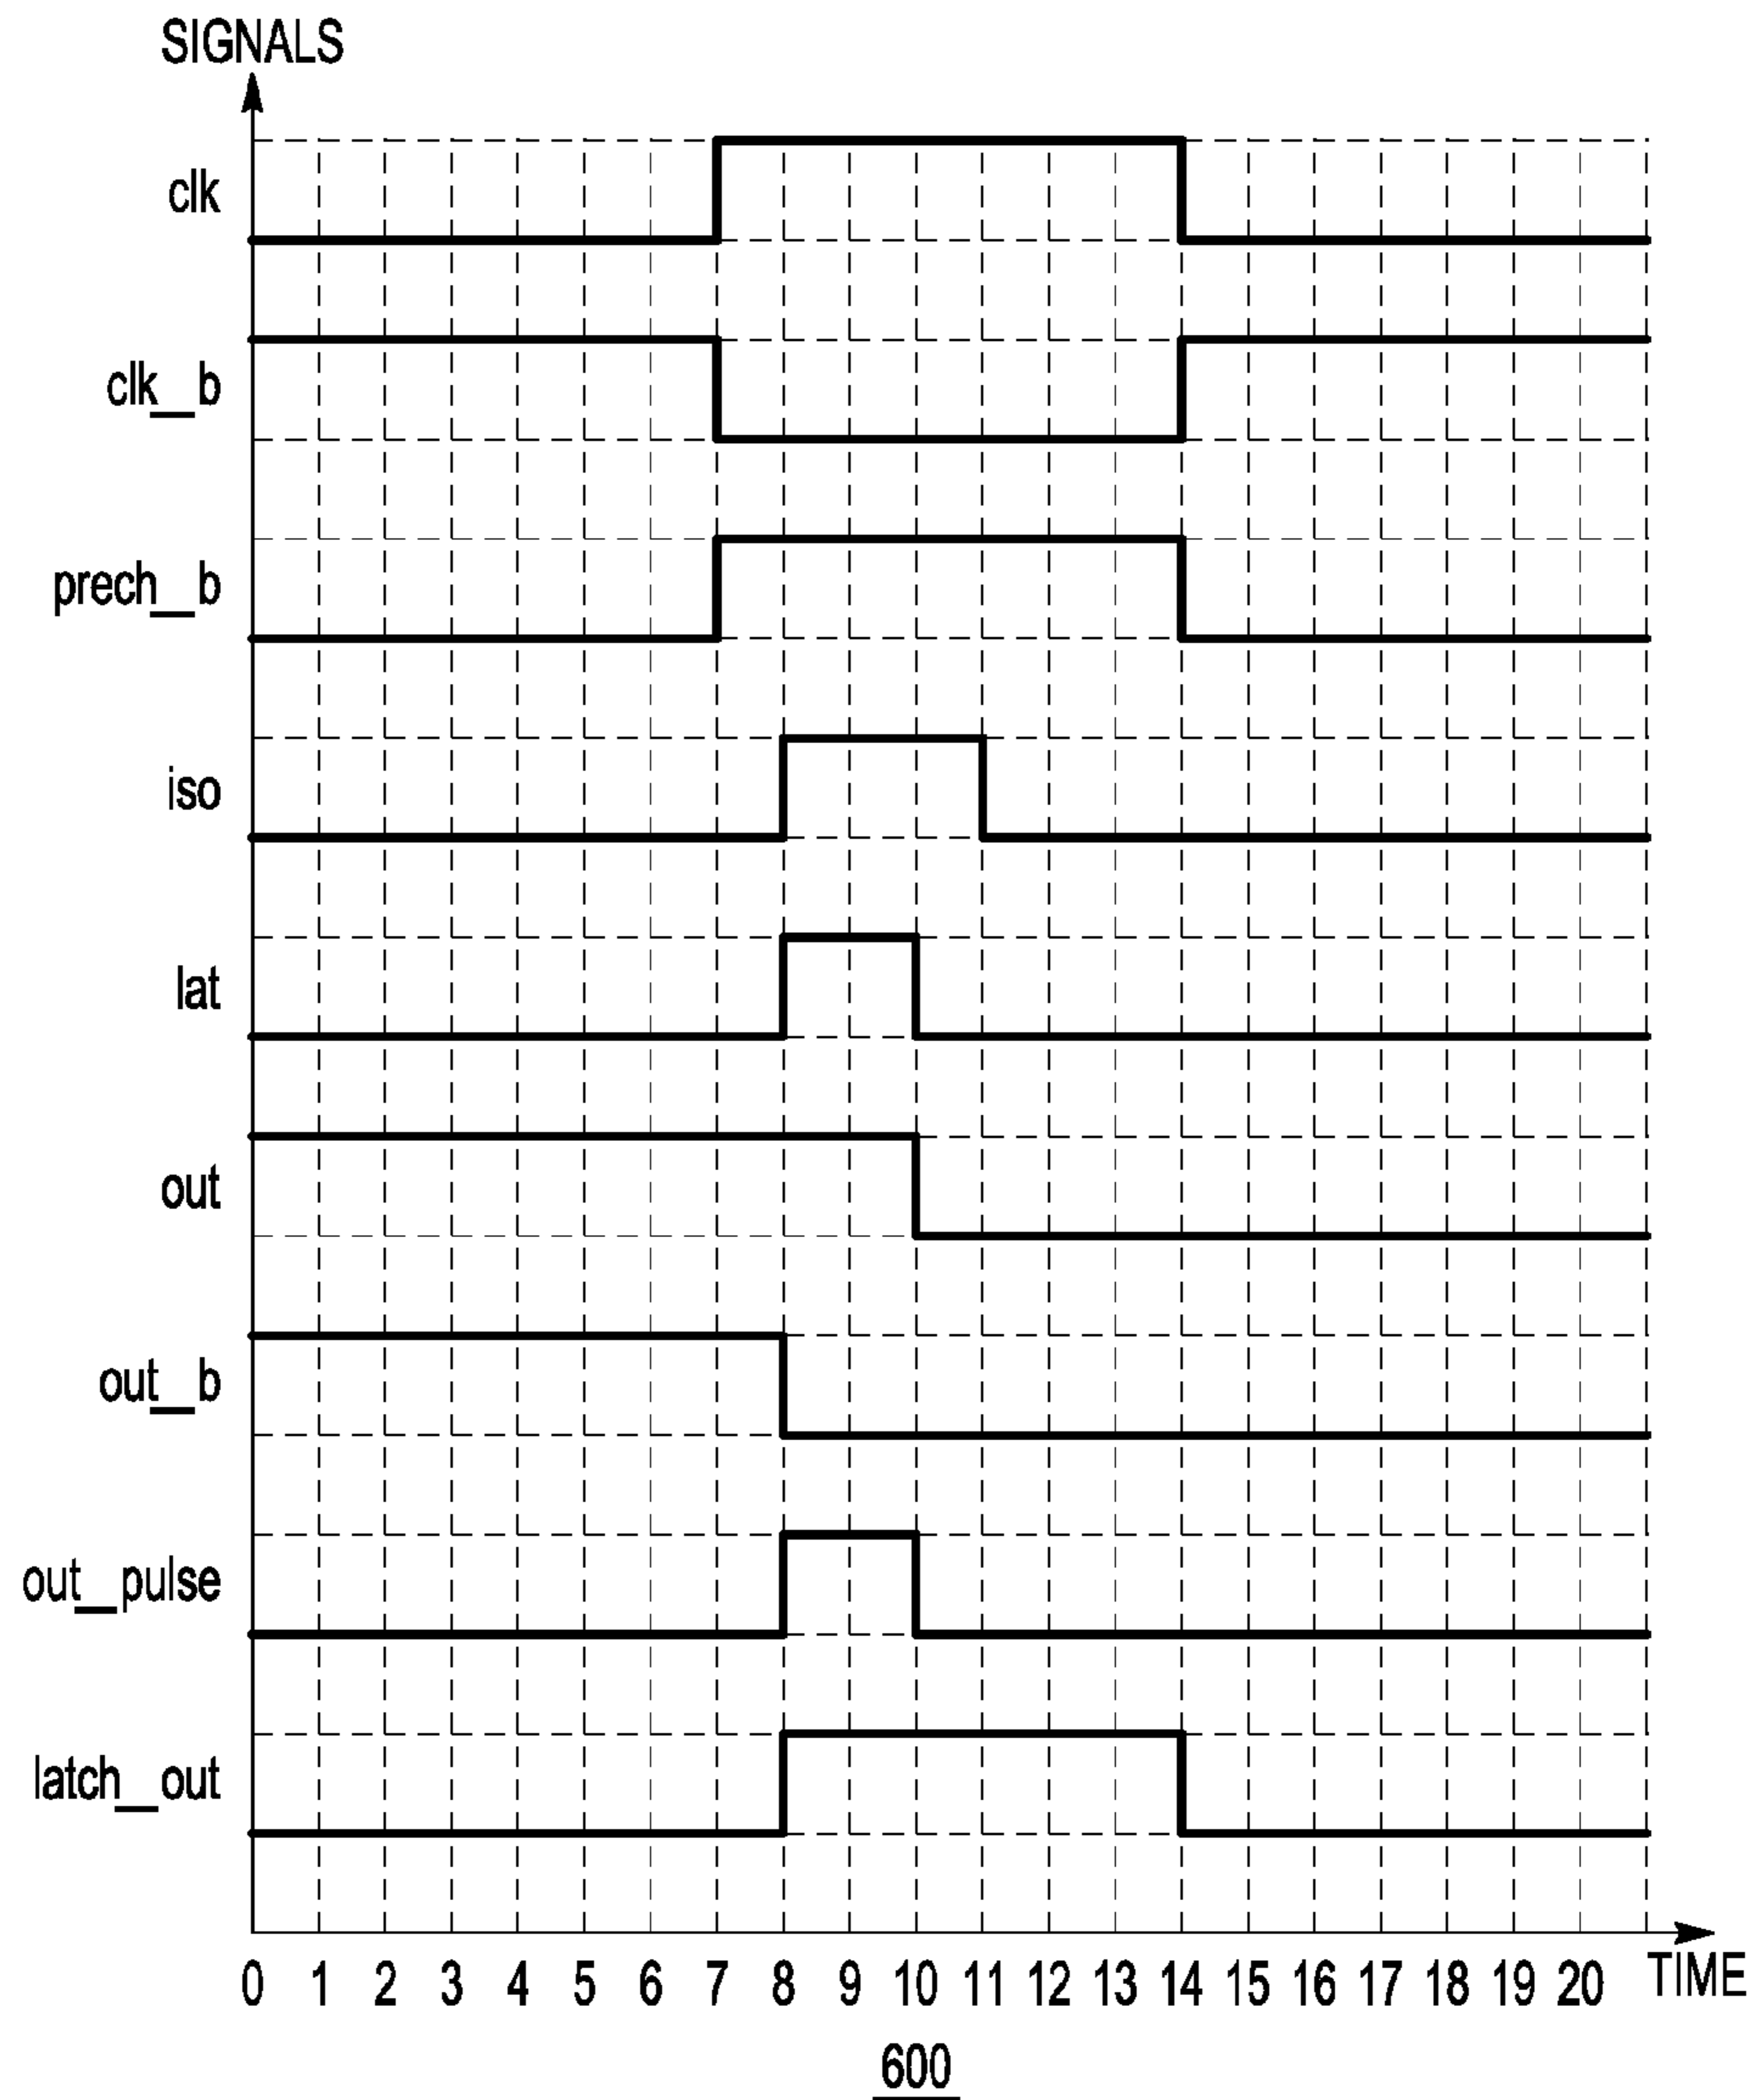 SIGNALS
clk
clk_b
prech_b
iso
lat
out
out_b
out_pulse
latch_out
0 1 2 3 4 5 6 7 8 9 10 11 12 13 14 15 16 17 18 19 20 TIME
600